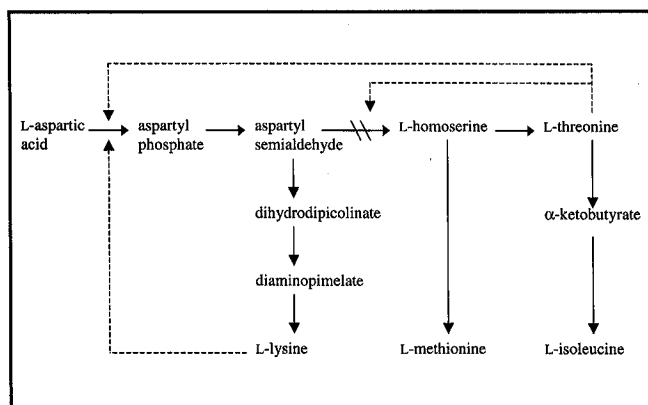 L-aspartic acid
aspartyl phosphate
aspartyl semialdehyde
L-homoserine
L-threonine
dihydrodipicolinate
α-ketobutyrate
diaminopimelate
L-lysine
L-methionine
L-isoleucine